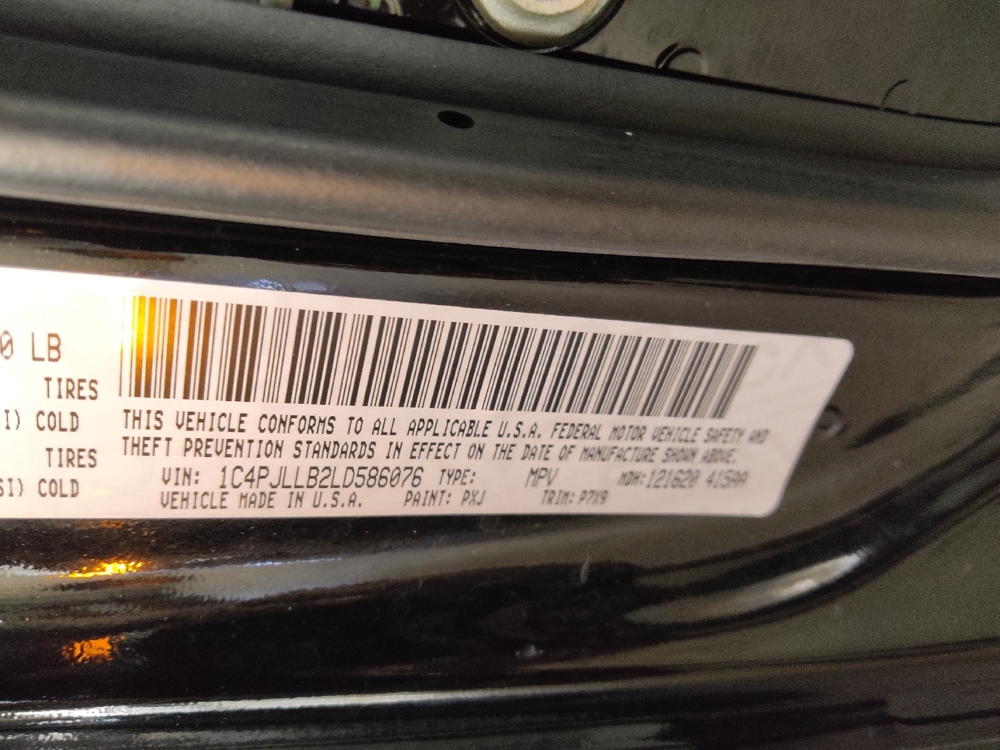 0 LB
TIRES
I) COLD
TIRES
SI) COLD
THIS VEHICLE CONFORMS TO ALL APPLICABLE U.S.A. FEDERAL MOTOR VEHICLE SAFETY AND
THEFT PREVENTION STANDARDS IN EFFECT ON THE DATE OF MANUFACTURE SHOWN ABOVE.
VIN: 1C4PJLLB2LD586076 TYPE: MPV MDH:121620 415AA
VEHICLE MADE IN U.S.A. PAINT: PXJ TRIM: P7X9